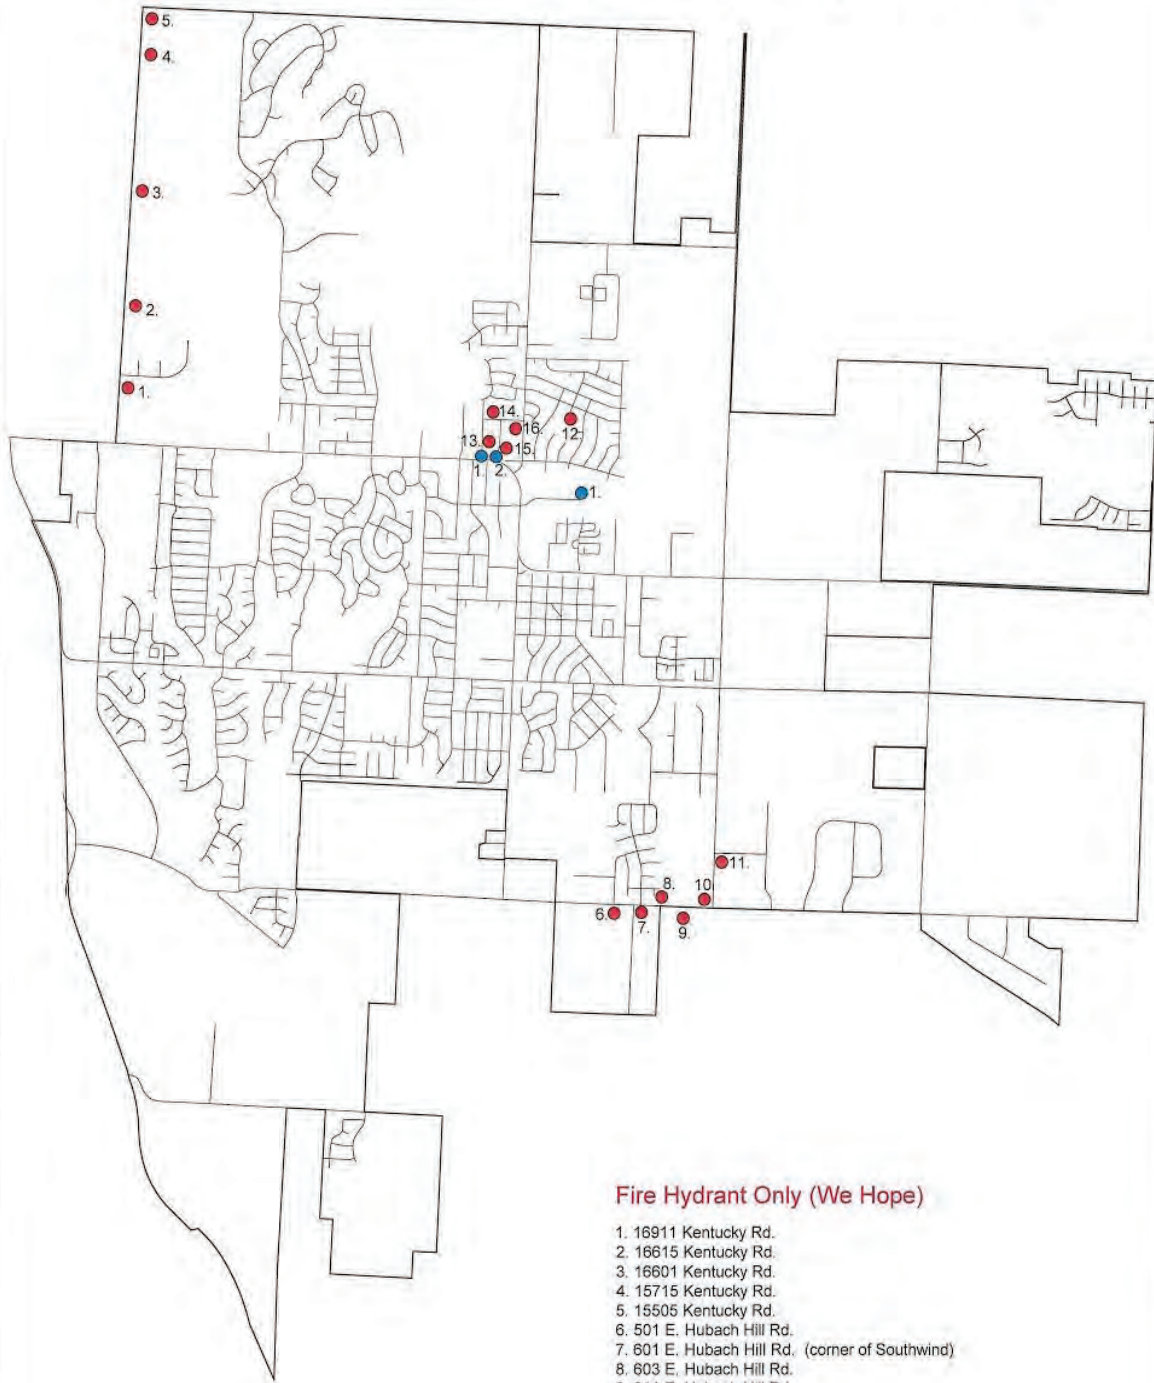 5.
4.
3.
2.
1.
14.
16.
12.
13.
15.
1.
2.
1.
11.
8.
10
6.
7.
9.
Fire Hydrant Only (We Hope)
1. 16911 Kentucky Rd.
2. 16615 Kentucky Rd.
3. 16601 Kentucky Rd.
4. 15715 Kentucky Rd.
5. 15505 Kentucky Rd.
6. 501 E. Hubach Hill Rd.
7. 601 E. Hubach Hill Rd. (corner of Southwind)
8. 603 E. Hubach Hill Rd.